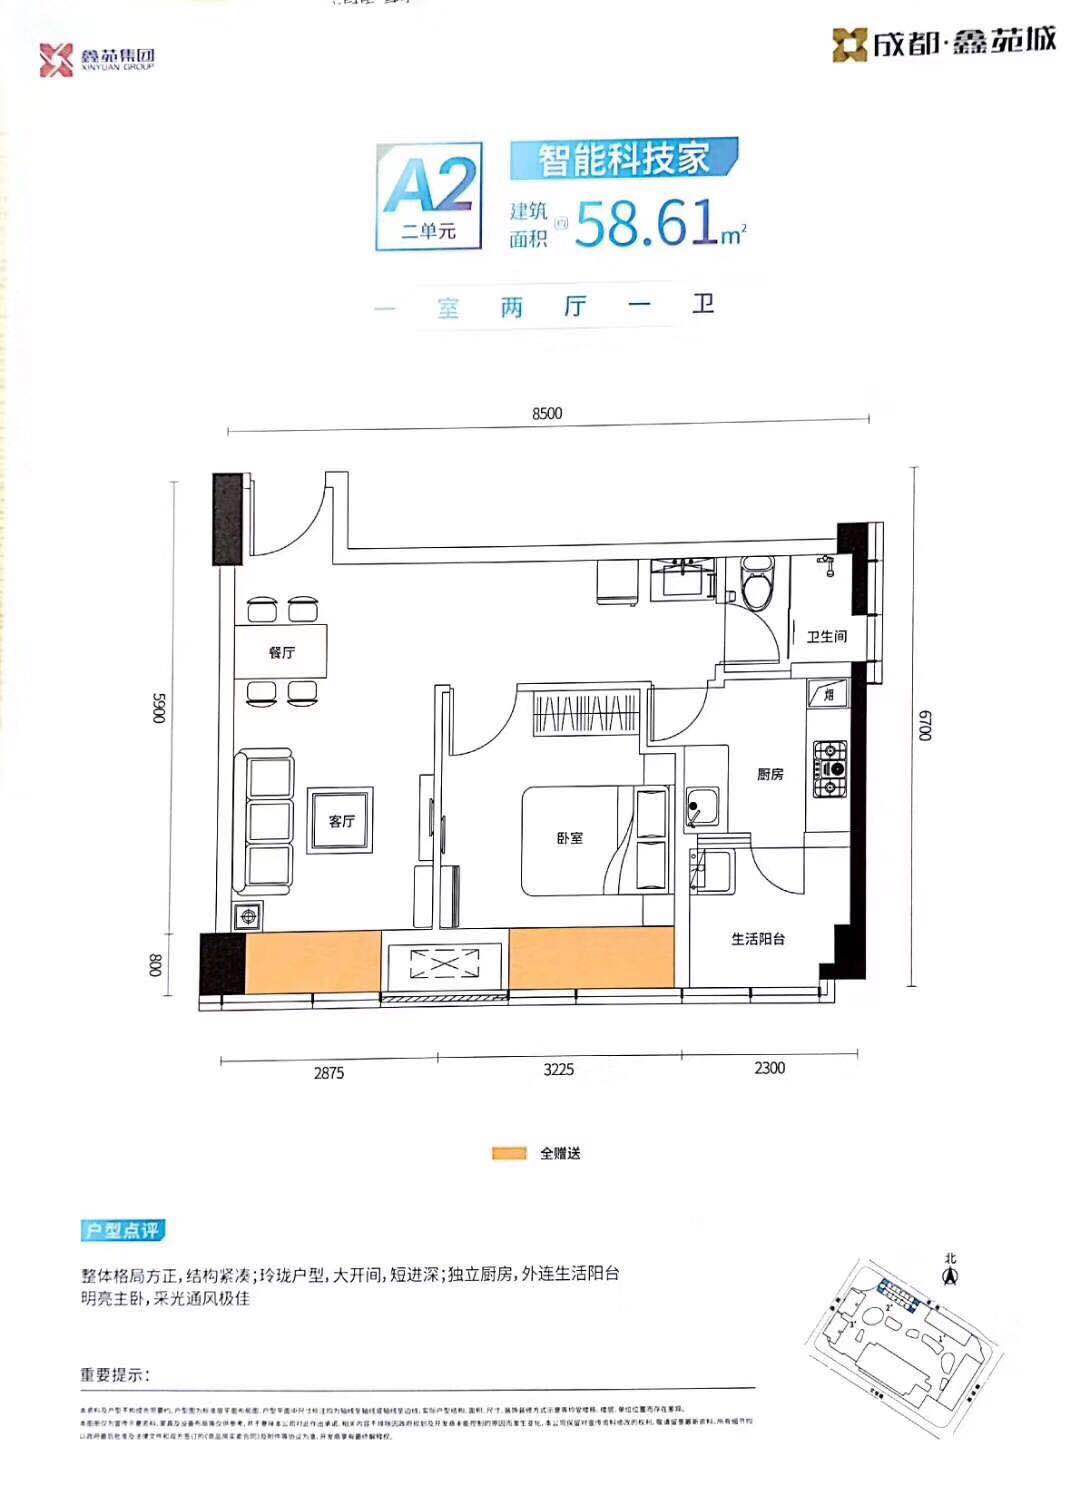 鑫苑集团
XINYUAN GROUP
成都·鑫苑城
A2
二单元
智能科技家
建筑面积 约 58.61m²
一室两厅一卫
8500
5900
800
6700
餐厅
客厅
卧室
卫生间
烟
厨房
生活阳台
2875
3225
2300
全赠送
户型点评
整体格局方正,结构紧凑;玲珑户型,大开间,短进深;独立厨房,外连生活阳台
明亮主卧,采光通风极佳
北
2#
3#
1#
重要提示: